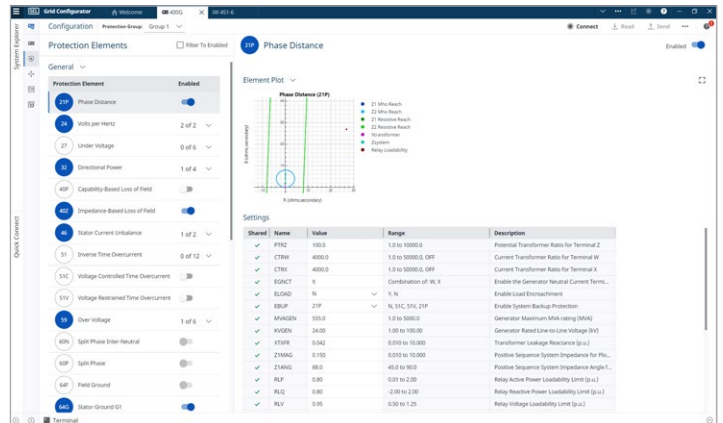 SEL Grid Configurator Welcome 400G 451-6
System Explorer
Quick Connect
Configuration Protection Group: Group 1
Connect Read Send
Protection Elements
Filter To Enabled
General
Protection Element Enabled
21P Phase Distance
24 Volts per Hertz 2 of 2
27 Under Voltage 0 of 6
32 Directional Power 1 of 4
40P Capability-Based Loss of Field
40Z Impedance-Based Loss of Field
46 Stator Current Unbalance 1 of 2
51 Inverse Time Overcurrent 0 of 12
51C Voltage Controlled Time Overcurrent
51V Voltage Restrained Time Overcurrent
59 Over Voltage 1 of 6
60N Split Phase Inter-Neutral
60P Split Phase
64F Field Ground
64G Stator Ground G1
21P Phase Distance
Enabled
Element Plot
Phase Distance (21P)
X (ohms,secondary)
R (ohms,secondary)
Z1 Mho Reach
Z2 Mho Reach
Z1 Resistive Reach
Z2 Resistive Reach
Xtransformer
Zsystem
Relay Loadability
Settings
Shared Name Value Range Description
PTRZ 100.0 1.0 to 10000.0 Potential Transformer Ratio for Terminal Z
CTRW 4000.0 1.0 to 50000.0, OFF Current Transformer Ratio for Terminal W
CTRX 4000.0 1.0 to 50000.0, OFF Current Transformer Ratio for Terminal X
EGNCT X Combination of: W, X Enable the Generator Neutral Current Termi...
ELOAD N Y, N Enable Load Encroachment
EBUP 21P N, 51C, 51V, 21P Enable System Backup Protection
MVAGEN 555.0 1.0 to 5000.0 Generator Maximum MVA rating (MVA)
KVGEN 24.00 1.00 to 100.00 Generator Rated Line-to-Line Voltage (kV)
XTXFR 0.042 0.010 to 10.000 Transformer Leakage Reactance (p.u.)
Z1MAG 0.150 0.010 to 10.000 Positive Sequence System Impedance for Plo...
Z1ANG 88.0 45.0 to 90.0 Positive Sequence System Impedance Angle f...
RLP 0.80 0.01 to 2.00 Relay Active Power Loadability Limit (p.u.)
RLQ 0.80 -2.00 to 2.00 Relay Reactive Power Loadability Limit (p.u.)
RLV 0.95 0.50 to 1.25 Relay Voltage Loadability Limit (p.u.)
Terminal